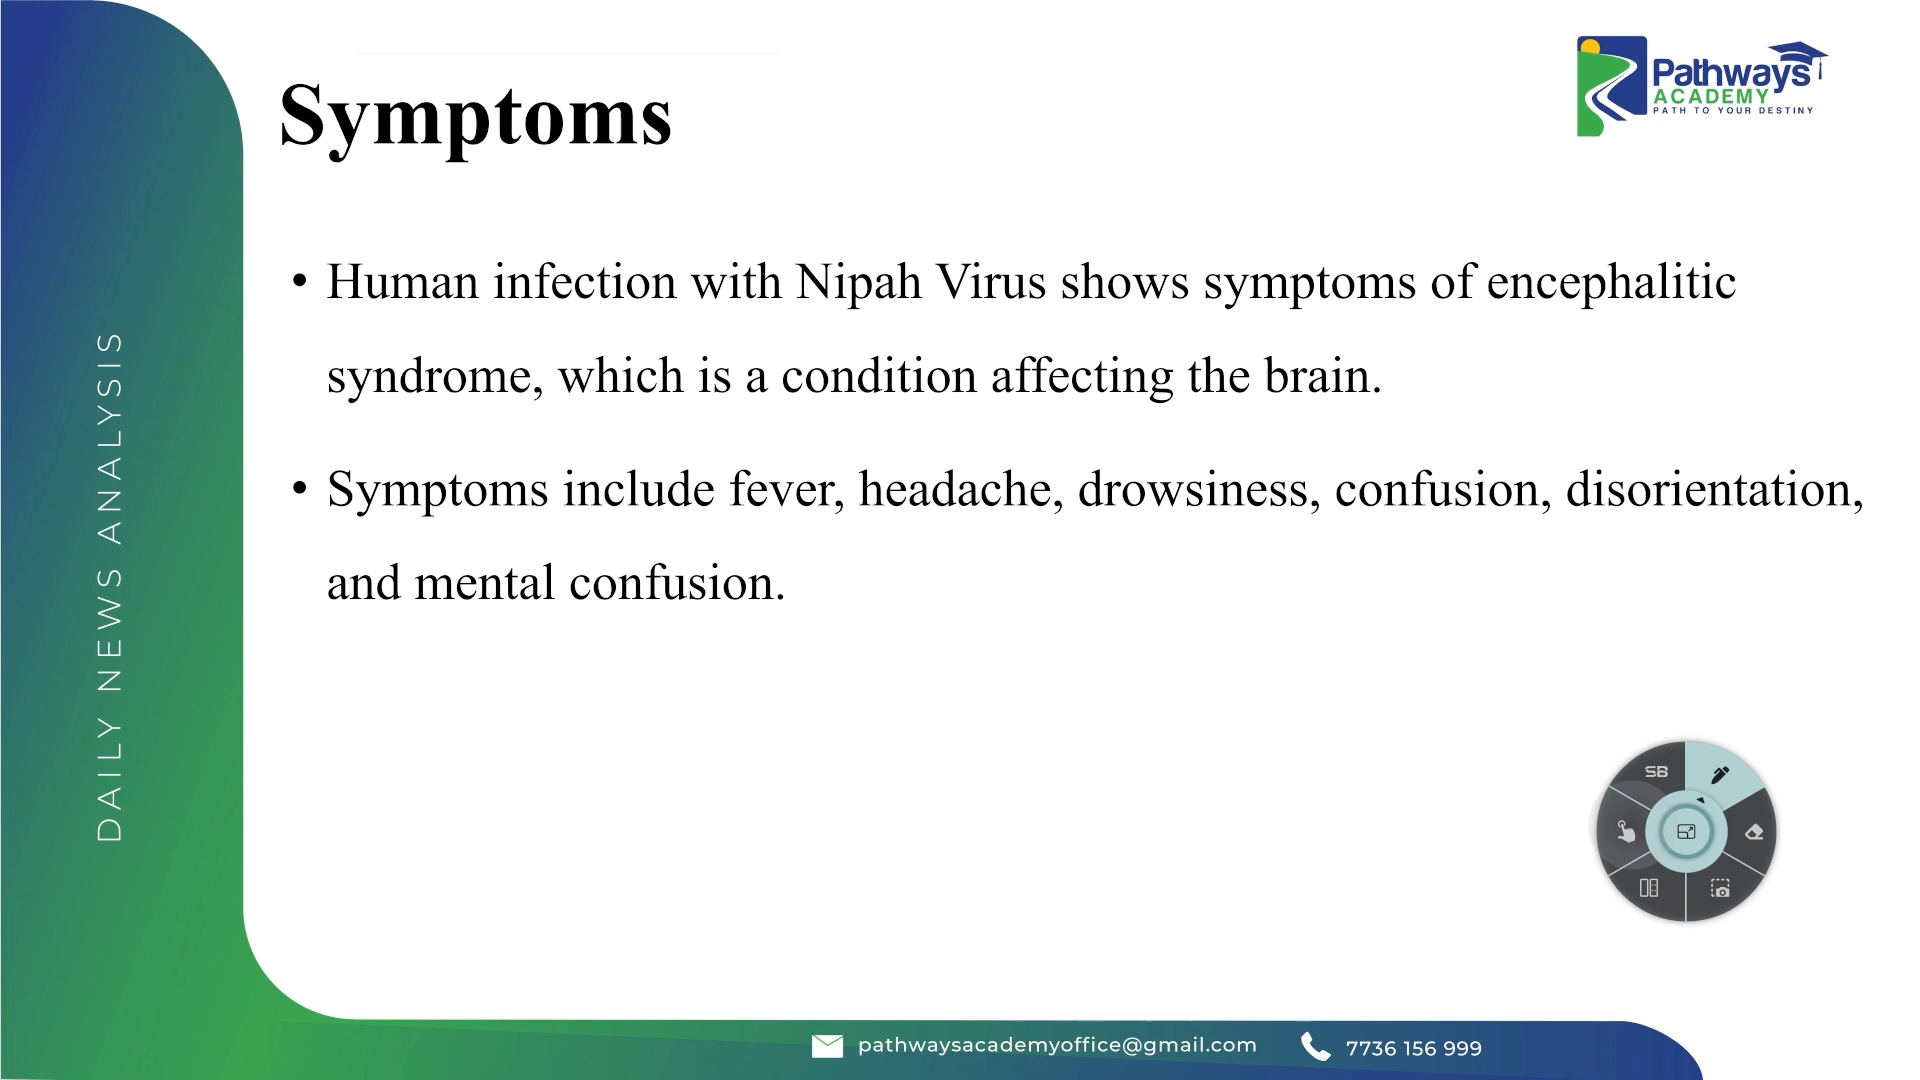 Symptoms
Pathways
ACADEMY
PATH TO YOUR DESTINY
• Human infection with Nipah Virus shows symptoms of encephalitic
syndrome, which is a condition affecting the brain.
• Symptoms include fever, headache, drowsiness, confusion, disorientation,
and mental confusion.
DAILY NEWS ANALYSIS
SB
pathwaysacademyoffice@gmail.com
7736 156 999